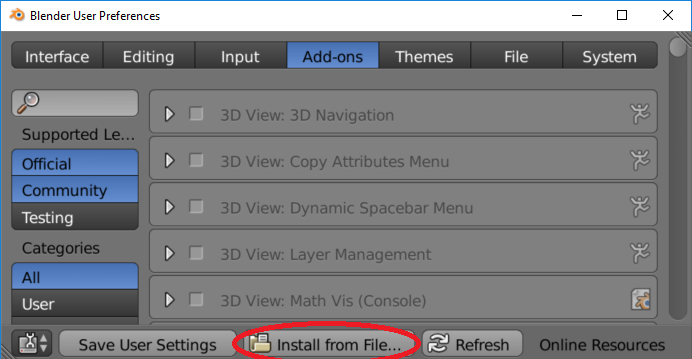 Blender User Preferences
Interface Editing Input Add-ons Themes File System
Supported Le...
Official
Community
Testing
Categories
All
User
3D View: 3D Navigation
3D View: Copy Attributes Menu
3D View: Dynamic Spacebar Menu
3D View: Layer Management
3D View: Math Vis (Console)
Save User Settings Install from File... Refresh Online Resources